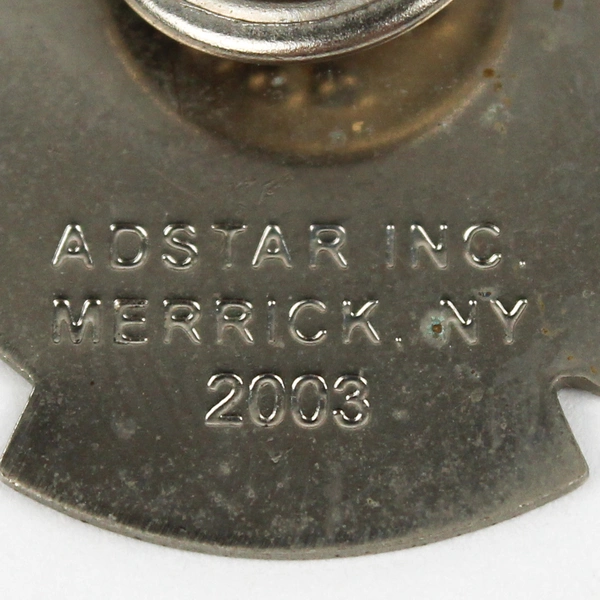 ADSTAR INC.
MERRICK, NY
2003